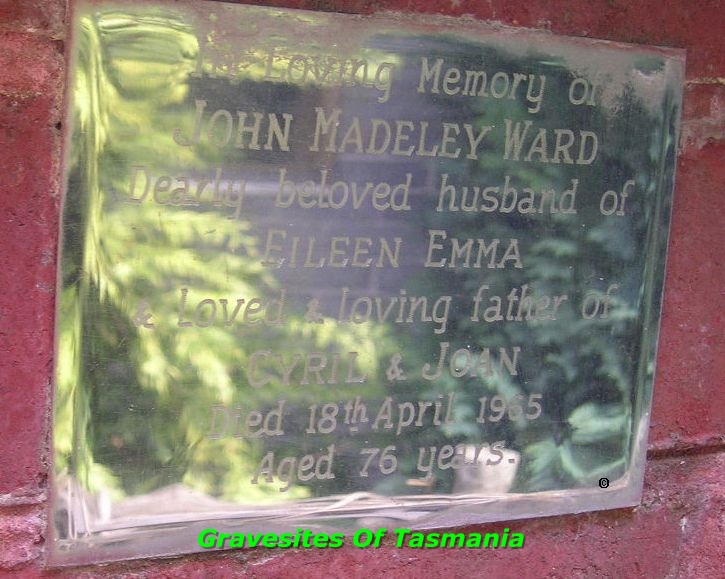 In Loving Memory of
JOHN MADELEY WARD
Dearly beloved husband of
EILEEN EMMA
& Loved & loving father of
CYRIL & JOAN
Died 18th April 1965
Aged 76 years.
©
Gravesites Of Tasmania